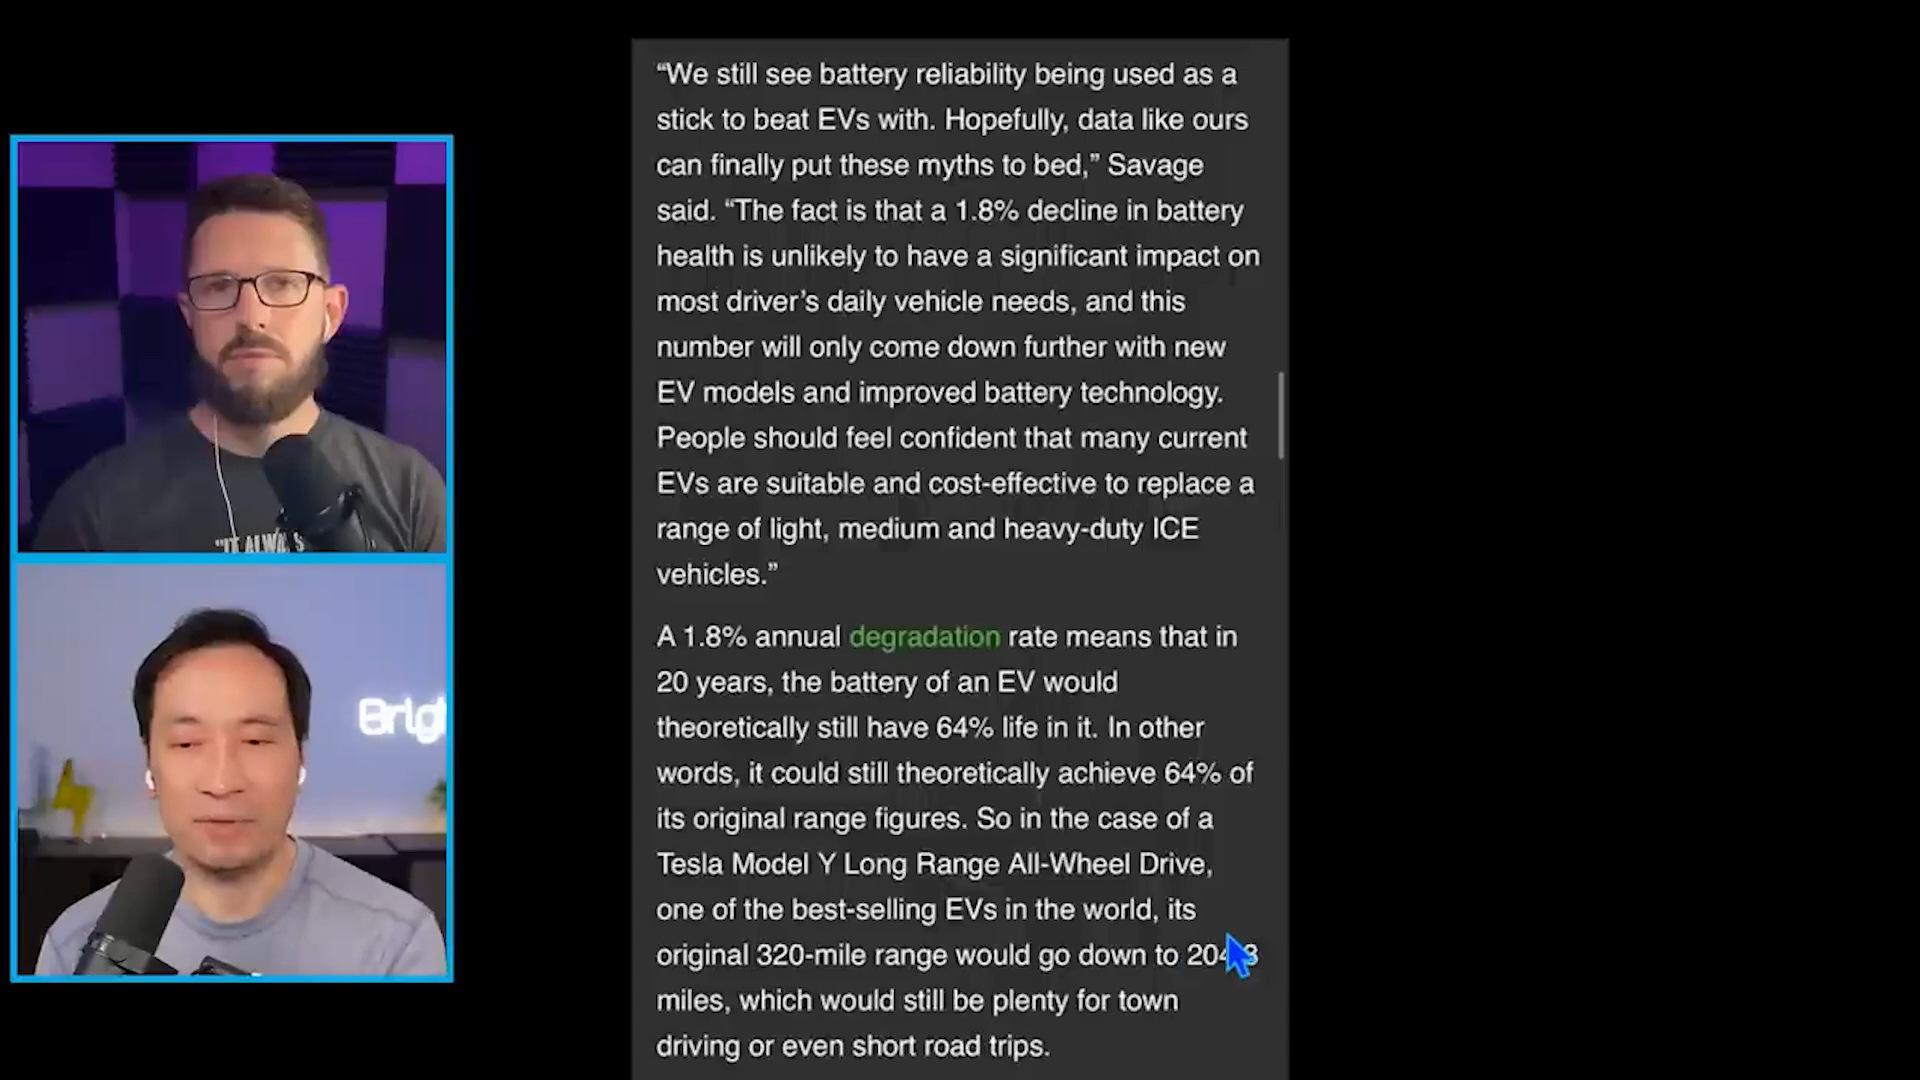 “We still see battery reliability being used as a
stick to beat EVs with. Hopefully, data like ours
can finally put these myths to bed,” Savage
said. “The fact is that a 1.8% decline in battery
health is unlikely to have a significant impact on
most driver’s daily vehicle needs, and this
number will only come down further with new
EV models and improved battery technology.
People should feel confident that many current
EVs are suitable and cost-effective to replace a
range of light, medium and heavy-duty ICE
vehicles.”
A 1.8% annual degradation rate means that in
20 years, the battery of an EV would
theoretically still have 64% life in it. In other
words, it could still theoretically achieve 64% of
its original range figures. So in the case of a
Tesla Model Y Long Range All-Wheel Drive,
one of the best-selling EVs in the world, its
original 320-mile range would go down to
miles, which would still be plenty for town
driving or even short road trips.
"IT ALWAYS